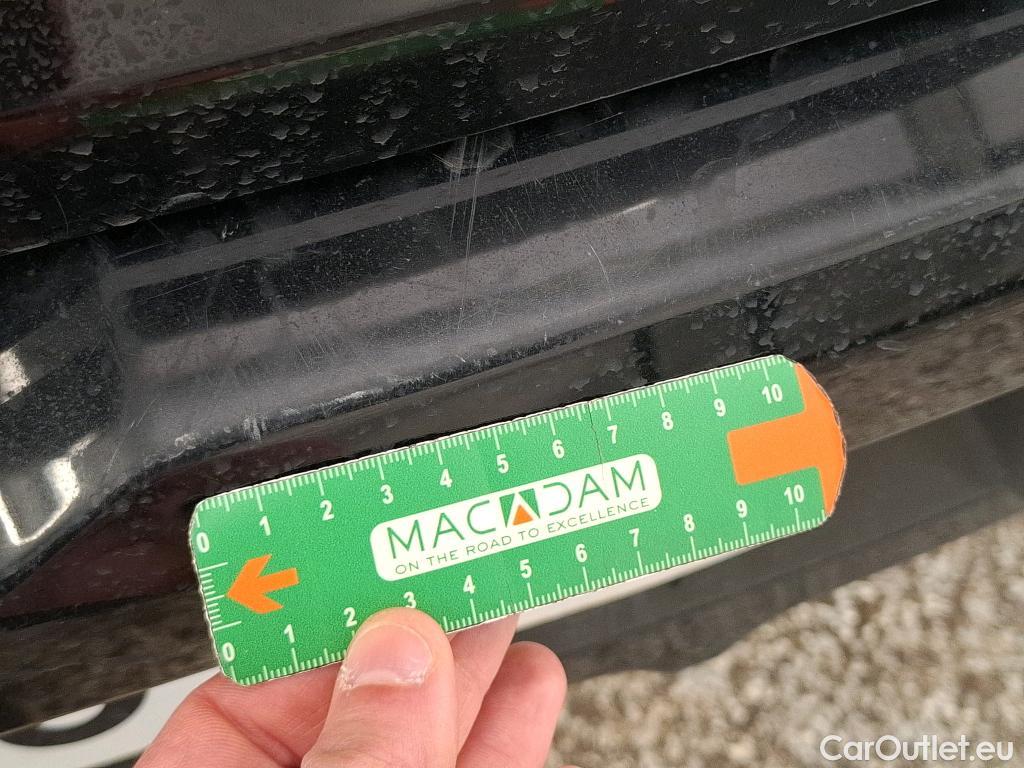 0 1 2 3 4 5 6 7 8 9 10
MACADAM
ON THE ROAD TO EXCELLENCE
0 1 2 3 4 5 6 7 8 9 10
CarOutlet.eu